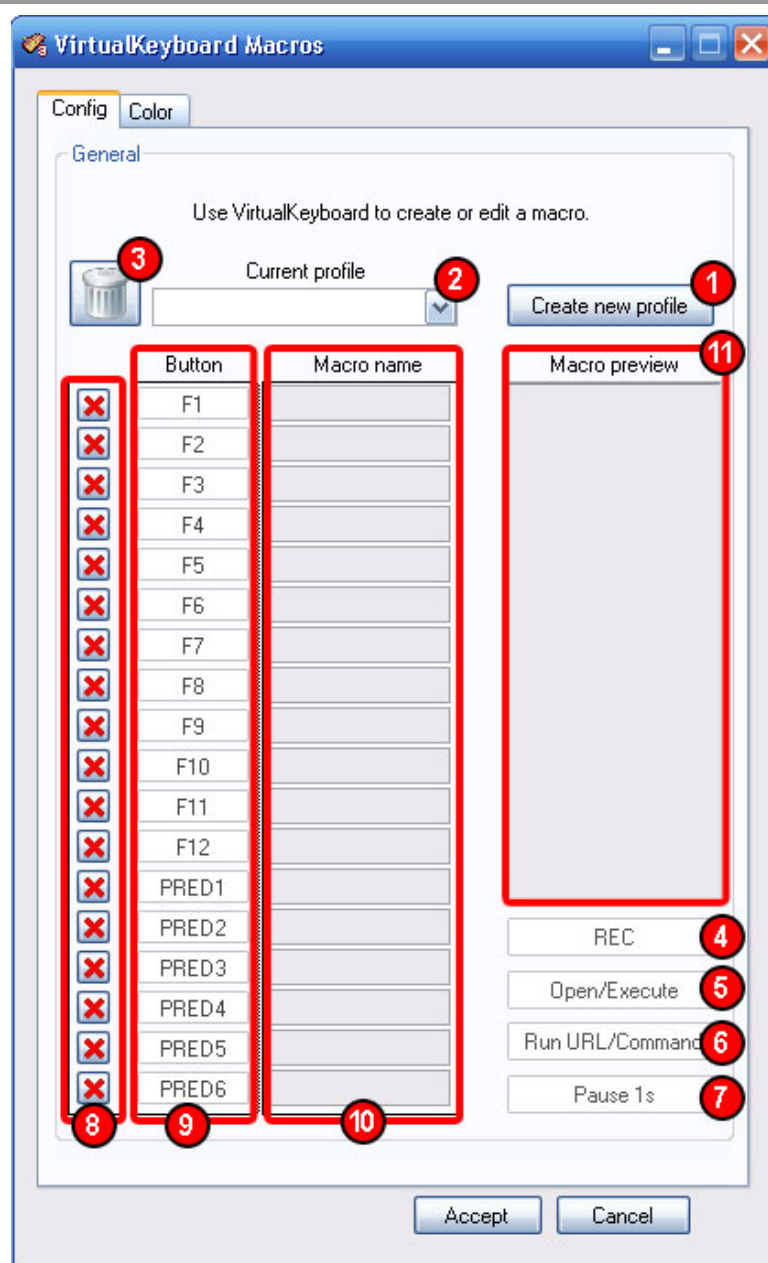 VirtualKeyboard Macros
Config Color
General
Use VirtualKeyboard to create or edit a macro.
3 Current profile 2 1
Create new profile
11
Button Macro name Macro preview
F1
F2
F3
F4
F5
F6
F7
F8
F9
F10
F11
F12
PRED1
PRED2
REC 4
PRED3
Open/Execute 5
PRED4
PRED5
Run URL/Command 6
PRED6
Pause 1s 7
8 9 10
Accept Cancel